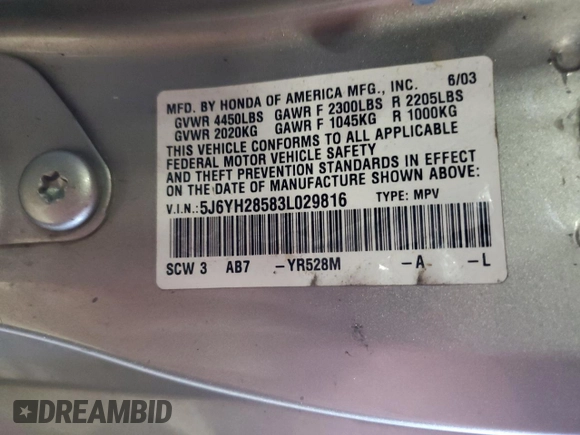 MFD. BY HONDA OF AMERICA MFG., INC. 6/03
GVWR 4450LBS GAWR F 2300LBS R 2205LBS
GVWR 2020KG GAWR F 1045KG R 1000KG
THIS VEHICLE CONFORMS TO ALL APPLICABLE
FEDERAL MOTOR VEHICLE SAFETY
AND THEFT PREVENTION STANDARDS IN EFFECT
ON THE DATE OF MANUFACTURE SHOWN ABOVE:
V.I.N.:5J6YH28583L029816 TYPE: MPV
SCW 3 AB7 -YR528M -A -L
DREAMBID